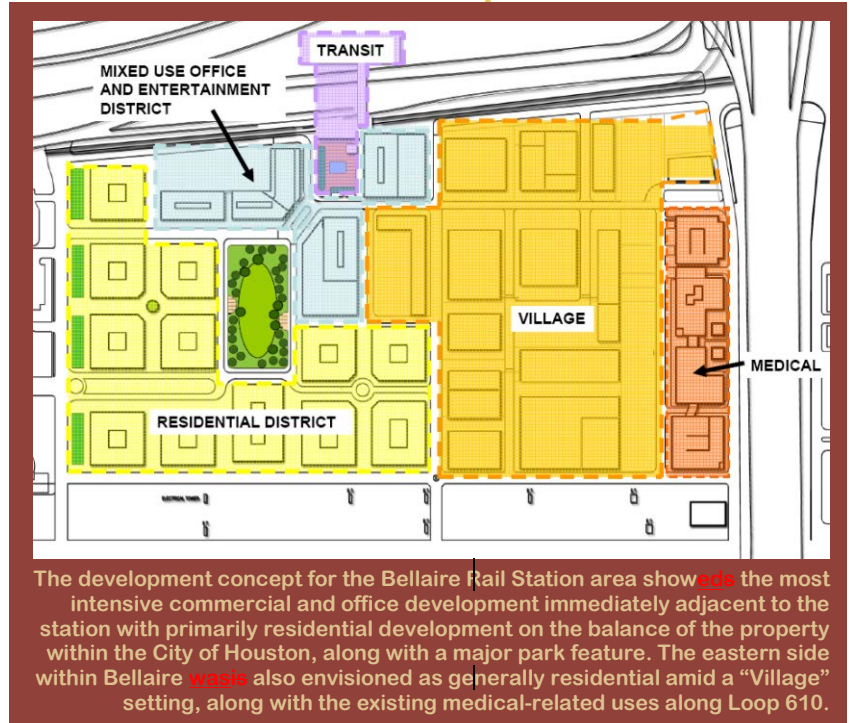 TRANSIT
MIXED USE OFFICE
AND ENTERTAINMENT
DISTRICT
VILLAGE
MEDICAL
RESIDENTIAL DISTRICT
ELECTRICAL TOWER
The development concept for the Bellaire Rail Station area showeds the most
intensive commercial and office development immediately adjacent to the
station with primarily residential development on the balance of the property
within the City of Houston, along with a major park feature. The eastern side
within Bellaire wasis also envisioned as generally residential amid a “Village”
setting, along with the existing medical-related uses along Loop 610.